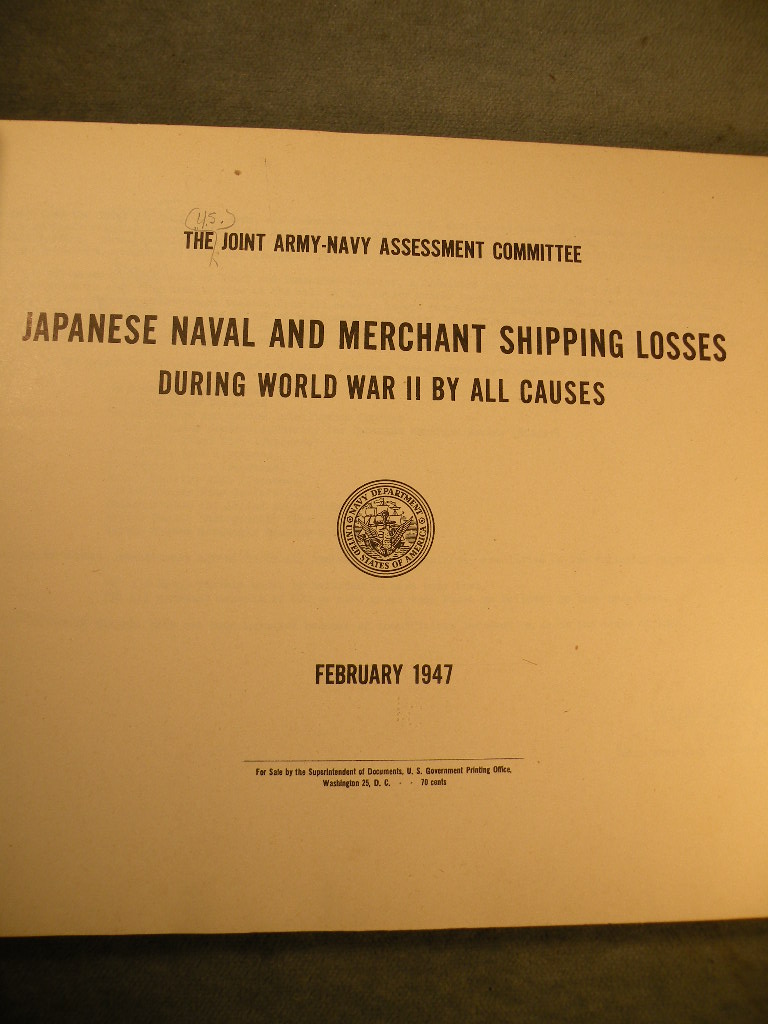 (U.S.)
THE JOINT ARMY-NAVY ASSESSMENT COMMITTEE
JAPANESE NAVAL AND MERCHANT SHIPPING LOSSES
DURING WORLD WAR II BY ALL CAUSES
NAVY DEPARTMENT
UNITED STATES OF AMERICA
FEBRUARY 1947
For Sale by the Superintendent of Documents, U. S. Government Printing Office,
Washington 25, D. C. - - 70 cents